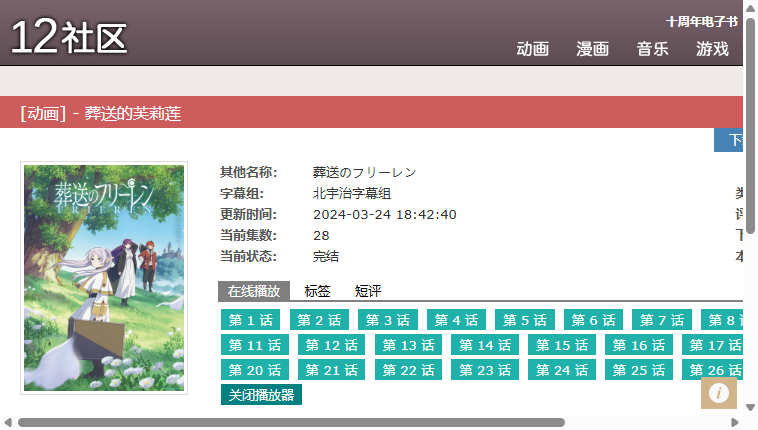 12社区
十周年电子书
动画 漫画 音乐 游戏
[动画] - 葬送的芙莉莲
葬送のフリーレン
FRIEREN
其他名称: 葬送のフリーレン
字幕组: 北宇治字幕组
更新时间: 2024-03-24 18:42:40
当前集数: 28
当前状态: 完结
在线播放 标签 短评
第 1 话 第 2 话 第 3 话 第 4 话 第 5 话 第 6 话 第 7 话 第 8
第 11 话 第 12 话 第 13 话 第 14 话 第 15 话 第 16 话 第 17 话
第 20 话 第 21 话 第 22 话 第 23 话 第 24 话 第 25 话 第 26 话
关闭播放器